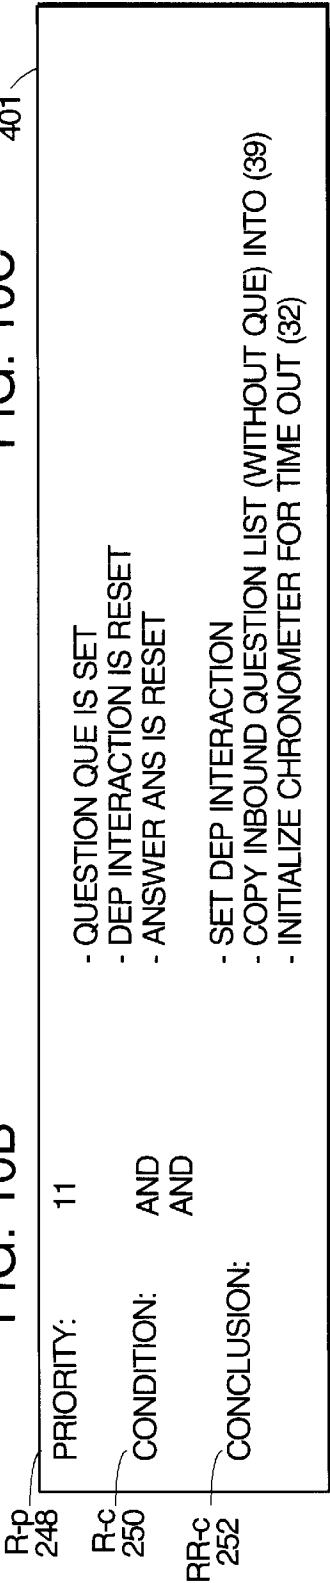 FIG. 10B
FIG. 10C
401
R-p
248
PRIORITY: 11
R-c
250
CONDITION:
- QUESTION QUE IS SET
AND - DEP INTERACTION IS RESET
AND - ANSWER ANS IS RESET
RR-c
252
CONCLUSION:
- SET DEP INTERACTION
- COPY INBOUND QUESTION LIST (WITHOUT QUE) INTO (39)
- INITIALIZE CHRONOMETER FOR TIME OUT (32)